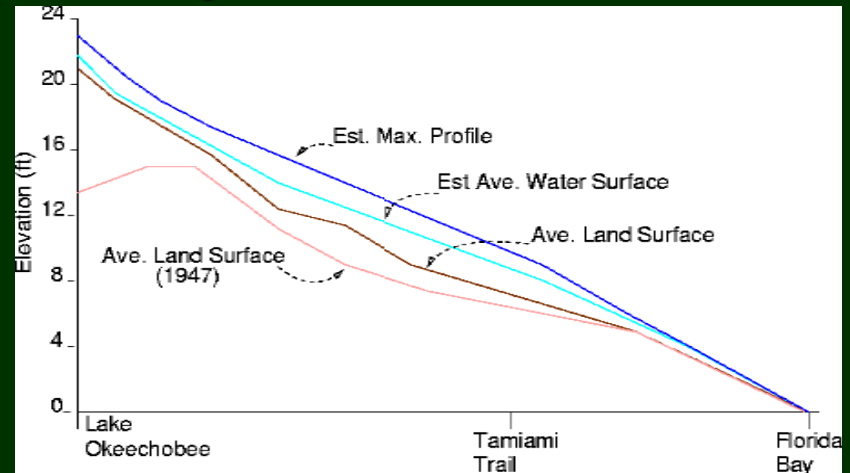 24
20
16
12
8
4
0
Elevation (ft)
Est. Max. Profile
Est Ave. Water Surface
Ave. Land Surface
Ave. Land Surface
(1947)
Lake
Okeechobee
Tamiami
Trail
Florida
Bay